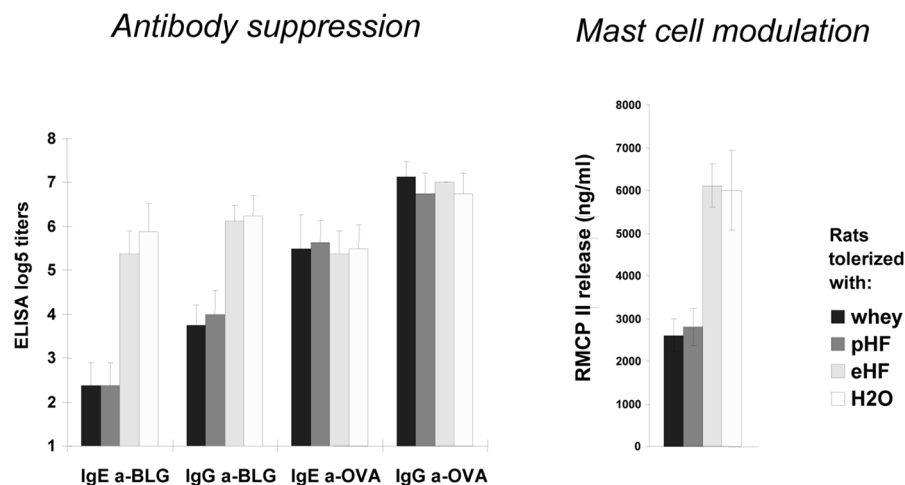 Antibody suppression
Mast cell modulation
ELISA log5 titers
8
7
6
5
4
3
2
1
IgE a-BLG IgG a-BLG IgE a-OVA IgG a-OVA
RMCP II release (ng/ml)
8000
7000
6000
5000
4000
3000
2000
1000
0
Rats
tolerized
with:
whey
pHF
eHF
H2O